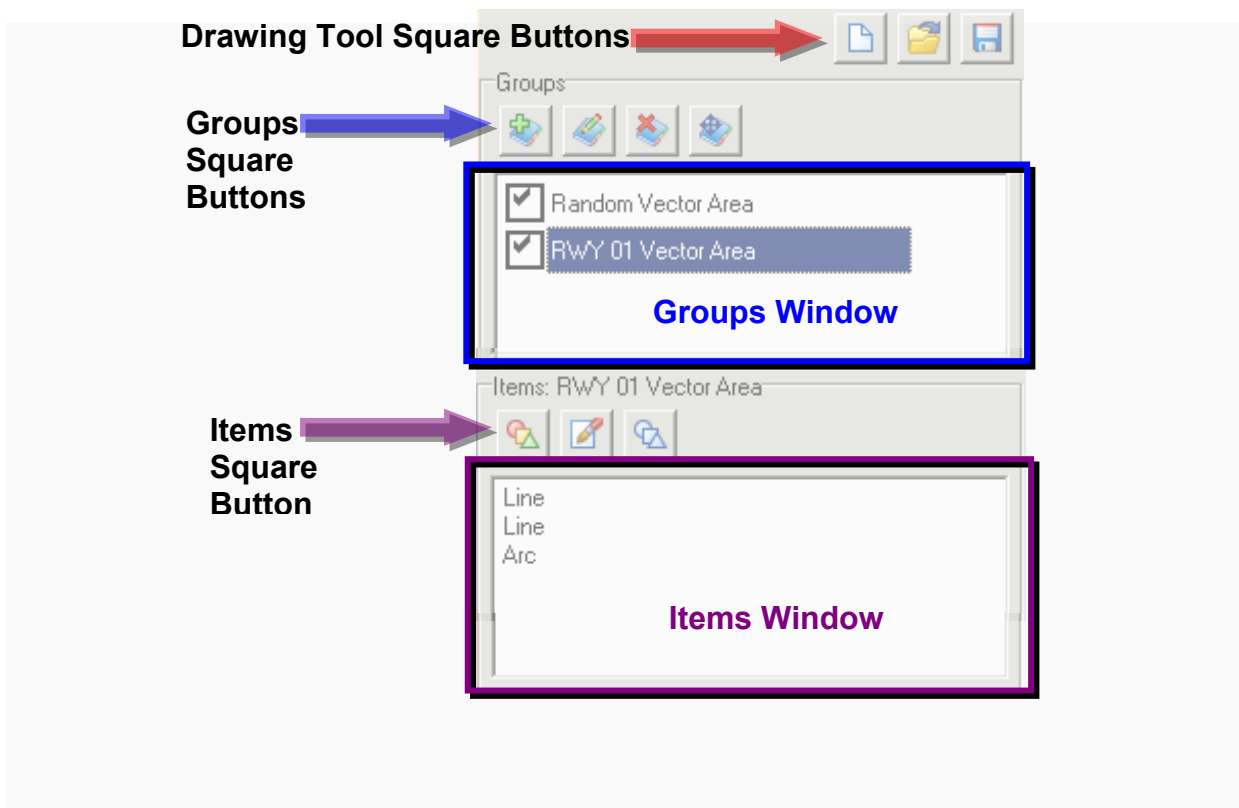 Drawing Tool Square Buttons
Groups
Groups
Square
Buttons
Random Vector Area
RWY 01 Vector Area
Groups Window
Items: RWY 01 Vector Area
Items
Square
Button
Line
Line
Arc
Items Window